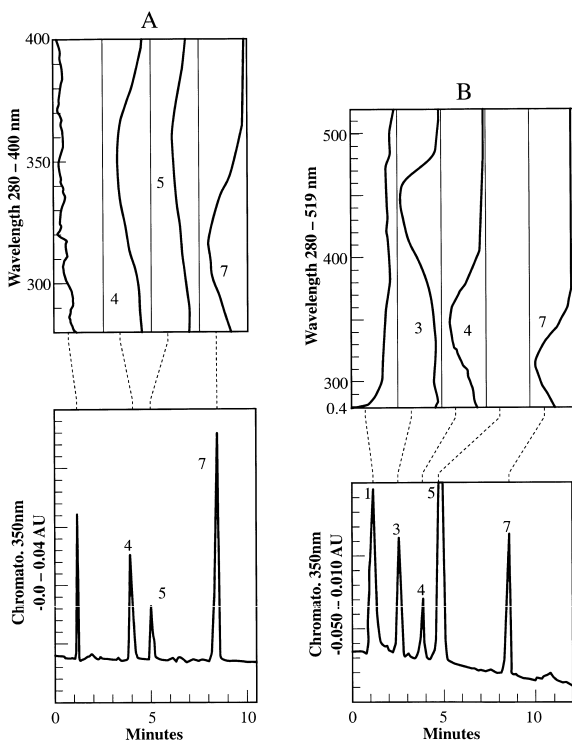 A
400
350
300
Wavelength 280 – 400 nm
4
5
7
B
500
400
300
0.4
Wavelength 280 – 519 nm
3
4
7
Chromato. 350nm
-0.0 – 0.04 AU
4
5
7
0 5 10
Minutes
Chromato. 350nm
-0.050 – 0.010 AU
1
3
4
5
7
0 5 10
Minutes